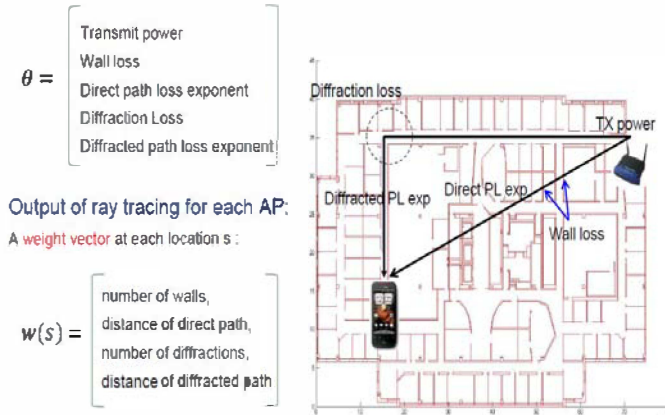 θ =
Transmit power
Wall loss
Direct path loss exponent
Diffraction Loss
Diffracted path loss exponent
Output of ray tracing for each AP:
A weight vector at each location s :
w(s) =
number of walls,
distance of direct path,
number of diffractions,
distance of diffracted path
Diffraction loss
TX power
Diffracted PL exp
Direct PL exp
Wall loss